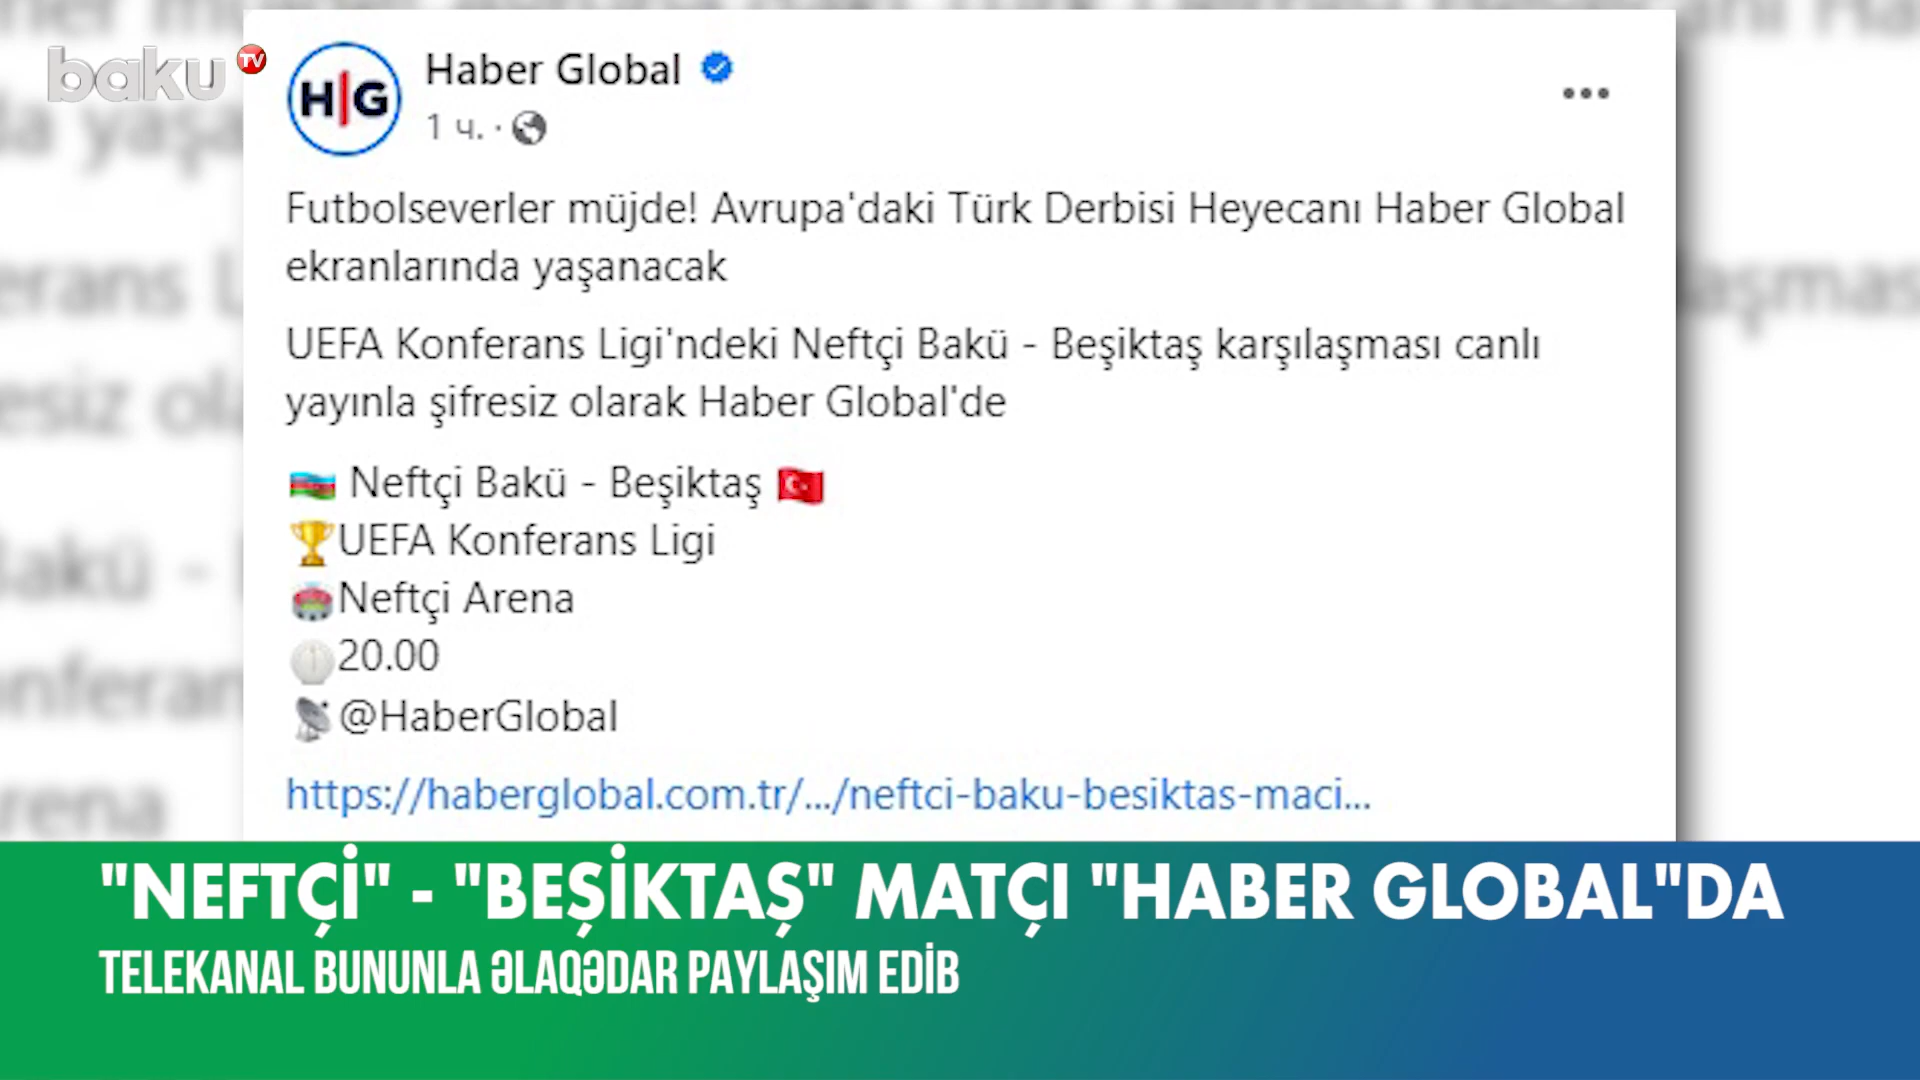 baku TV
H|G
Haber Global
1 ч. ·
Futbolseverler müjde! Avrupa'daki Türk Derbisi Heyecanı Haber Global
ekranlarında yaşanacak
UEFA Konferans Ligi'ndeki Neftçi Bakü - Beşiktaş karşılaşması canlı
yayınla şifresiz olarak Haber Global'de
Neftçi Bakü - Beşiktaş
UEFA Konferans Ligi
Neftçi Arena
20.00
@HaberGlobal
https://haberglobal.com.tr/.../neftci-baku-besiktas-maci...
"NEFTÇİ" - "BEŞİKTAŞ" MATÇI "HABER GLOBAL"DA
TELEKANAL BUNUNLA ƏLAQƏDAR PAYLAŞIM EDİB